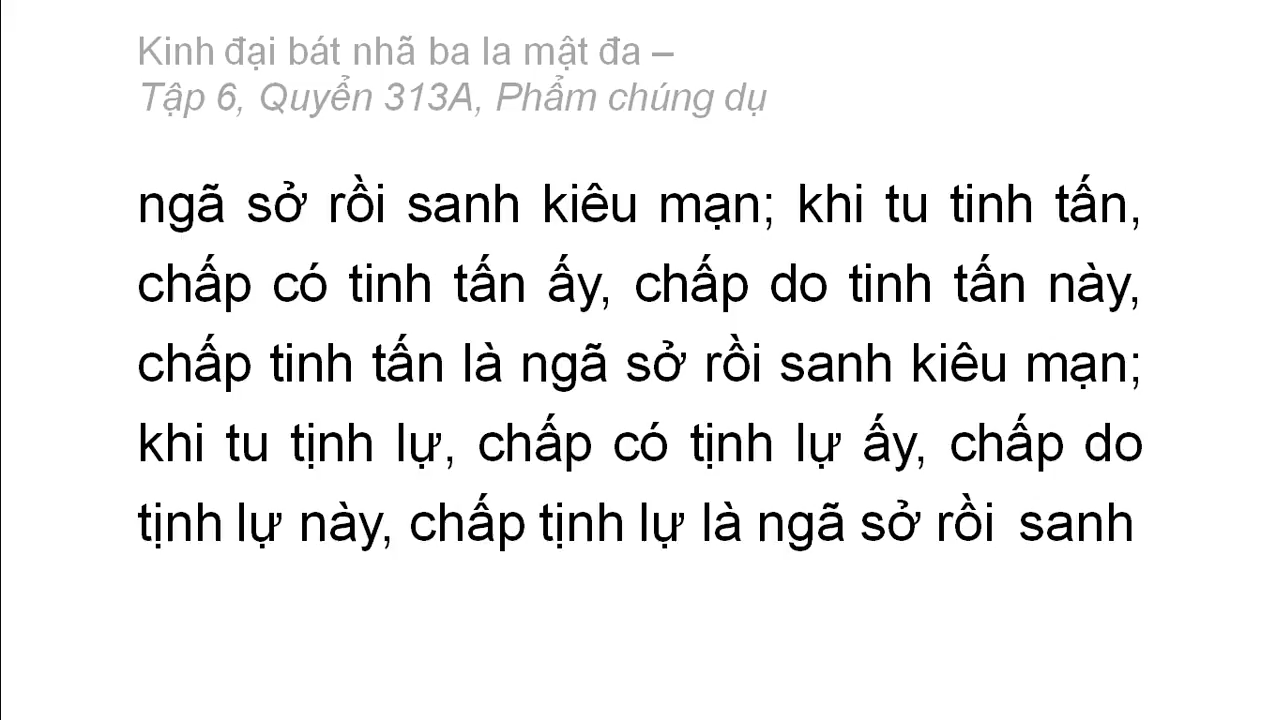 Kinh đại bát nhã ba la mật đa –
Tập 6, Quyển 313A, Phẩm chúng dụ
ngã sở rồi sanh kiêu mạn; khi tu tinh tấn,
chấp có tinh tấn ấy, chấp do tinh tấn này,
chấp tinh tấn là ngã sở rồi sanh kiêu mạn;
khi tu tịnh lự, chấp có tịnh lự ấy, chấp do
tịnh lự này, chấp tịnh lự là ngã sở rồi sanh